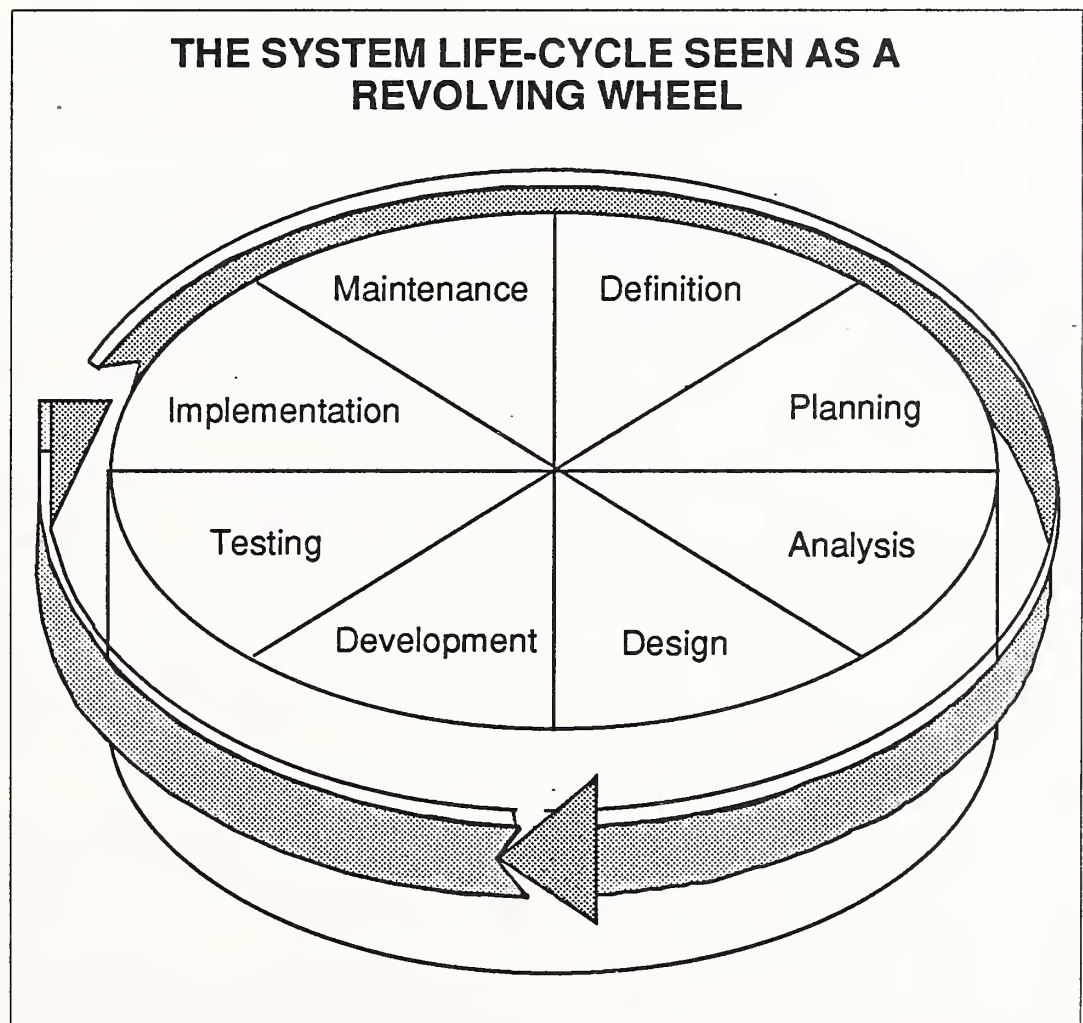 THE SYSTEM LIFE-CYCLE SEEN AS A
REVOLVING WHEEL
Maintenance
Definition
Implementation
Planning
Testing
Analysis
Development
Design